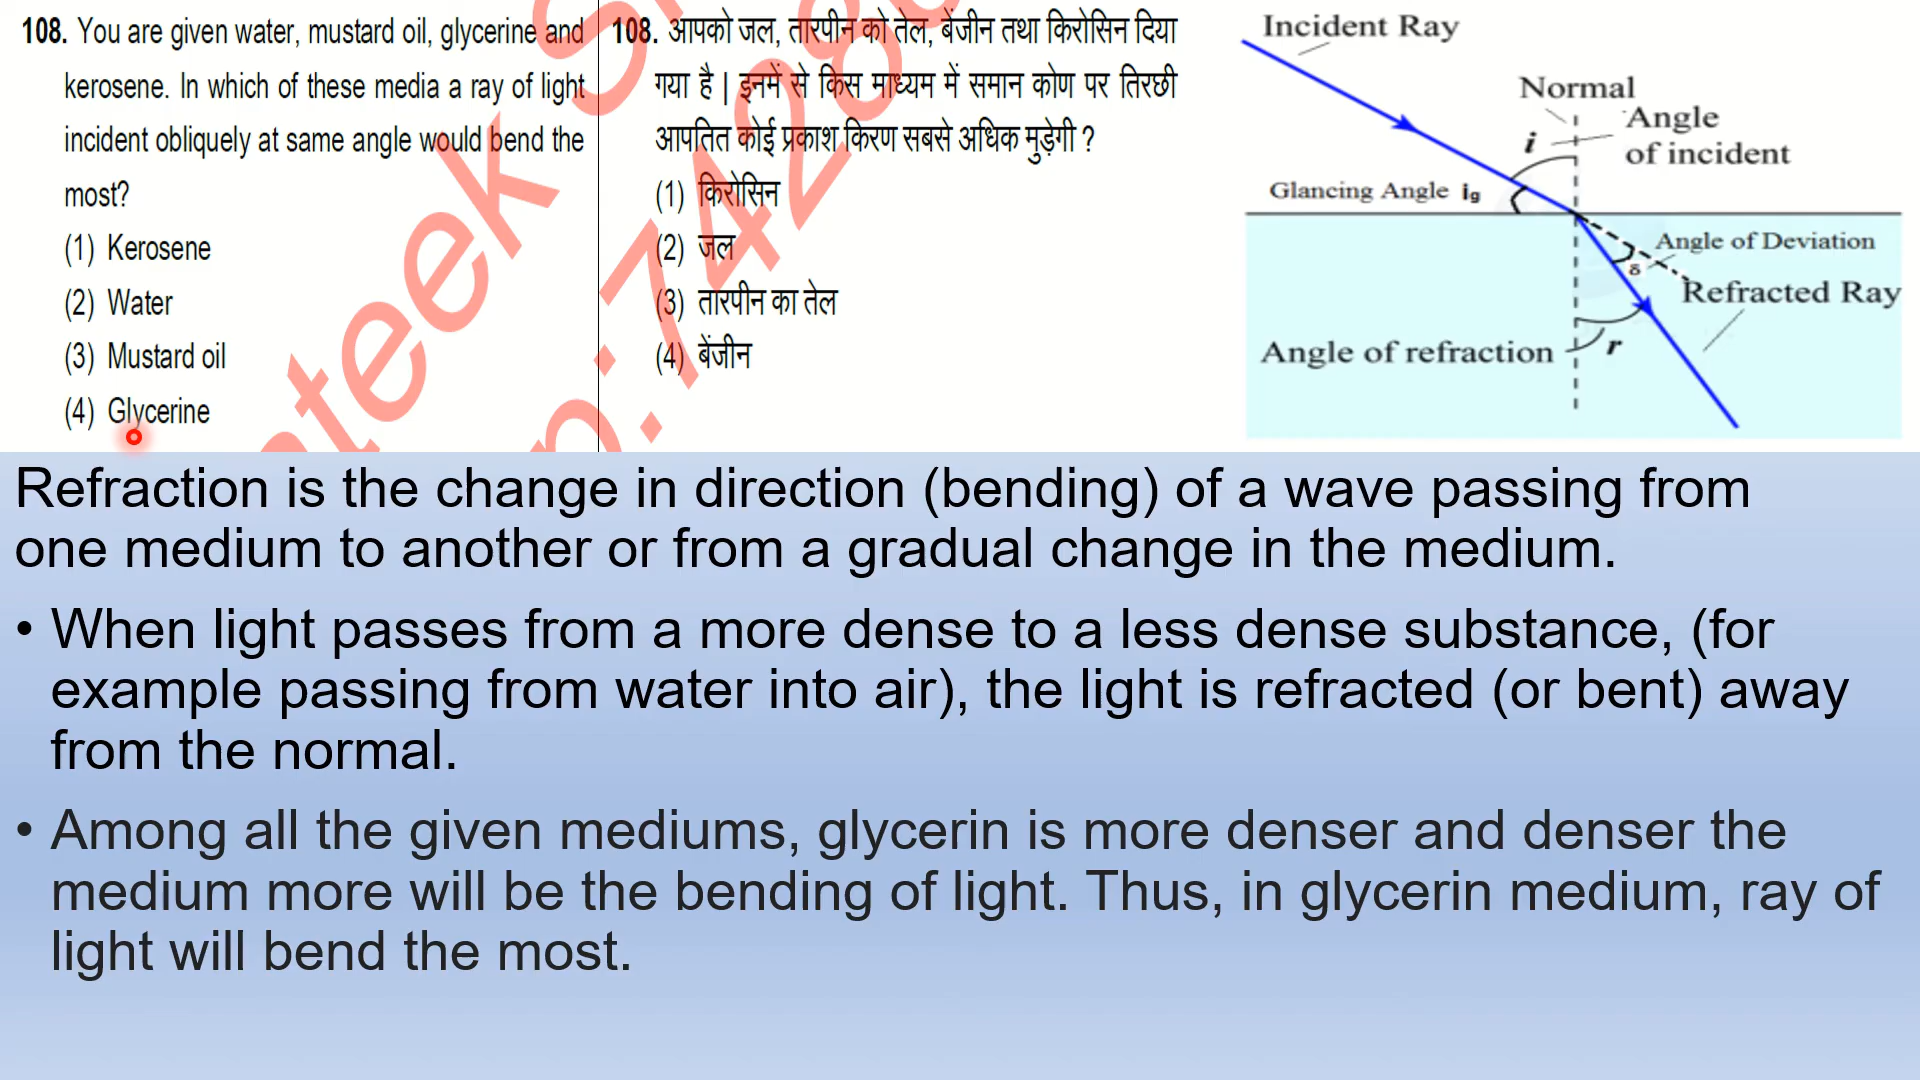 108. You are given water, mustard oil, glycerine and
kerosene. In which of these media a ray of light
incident obliquely at same angle would bend the
most?
(1) Kerosene
(2) Water
(3) Mustard oil
(4) Glycerine
108. आपको जल, तारपीन को तेल, बेंजीन तथा किरोसिन दिया
गया है | इनमें से किस माध्यम में समान कोण पर तिरछी
आपतित कोई प्रकाश किरण सबसे अधिक मुड़ेगी ?
(1) किरोसिन
(2) जल
(3) तारपीन का तेल
(4) बेंजीन
Incident Ray
Normal
Angle
of incident
i
Glancing Angle ig
Angle of Deviation
δ
Refracted Ray
Angle of refraction
r
Refraction is the change in direction (bending) of a wave passing from
one medium to another or from a gradual change in the medium.
• When light passes from a more dense to a less dense substance, (for
example passing from water into air), the light is refracted (or bent) away
from the normal.
• Among all the given mediums, glycerin is more denser and denser the
medium more will be the bending of light. Thus, in glycerin medium, ray of
light will bend the most.